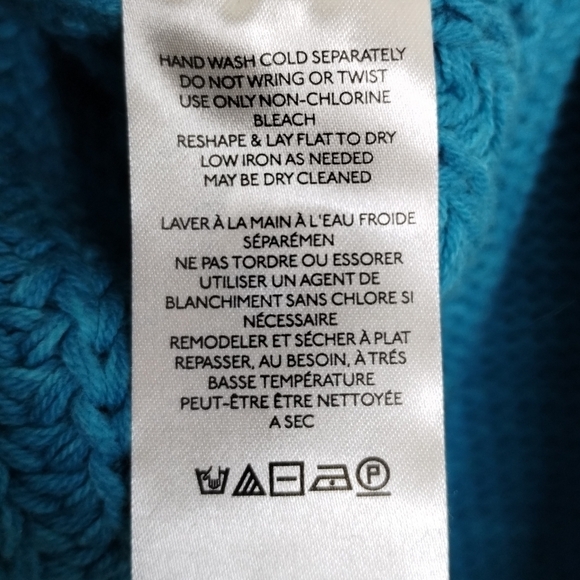 HAND WASH COLD SEPARATELY
DO NOT WRING OR TWIST
USE ONLY NON-CHLORINE
BLEACH
RESHAPE & LAY FLAT TO DRY
LOW IRON AS NEEDED
MAY BE DRY CLEANED
LAVER À LA MAIN À L'EAU FROIDE
SÉPARÉMEN
NE PAS TORDRE OU ESSORER
UTILISER UN AGENT DE
BLANCHIMENT SANS CHLORE SI
NÉCESSAIRE
REMODELER ET SÉCHER À PLAT
REPASSER, AU BESOIN, À TRÉS
BASSE TEMPÉRATURE
PEUT-ÊTRE ÊTRE NETTOYÉE
A SEC
P